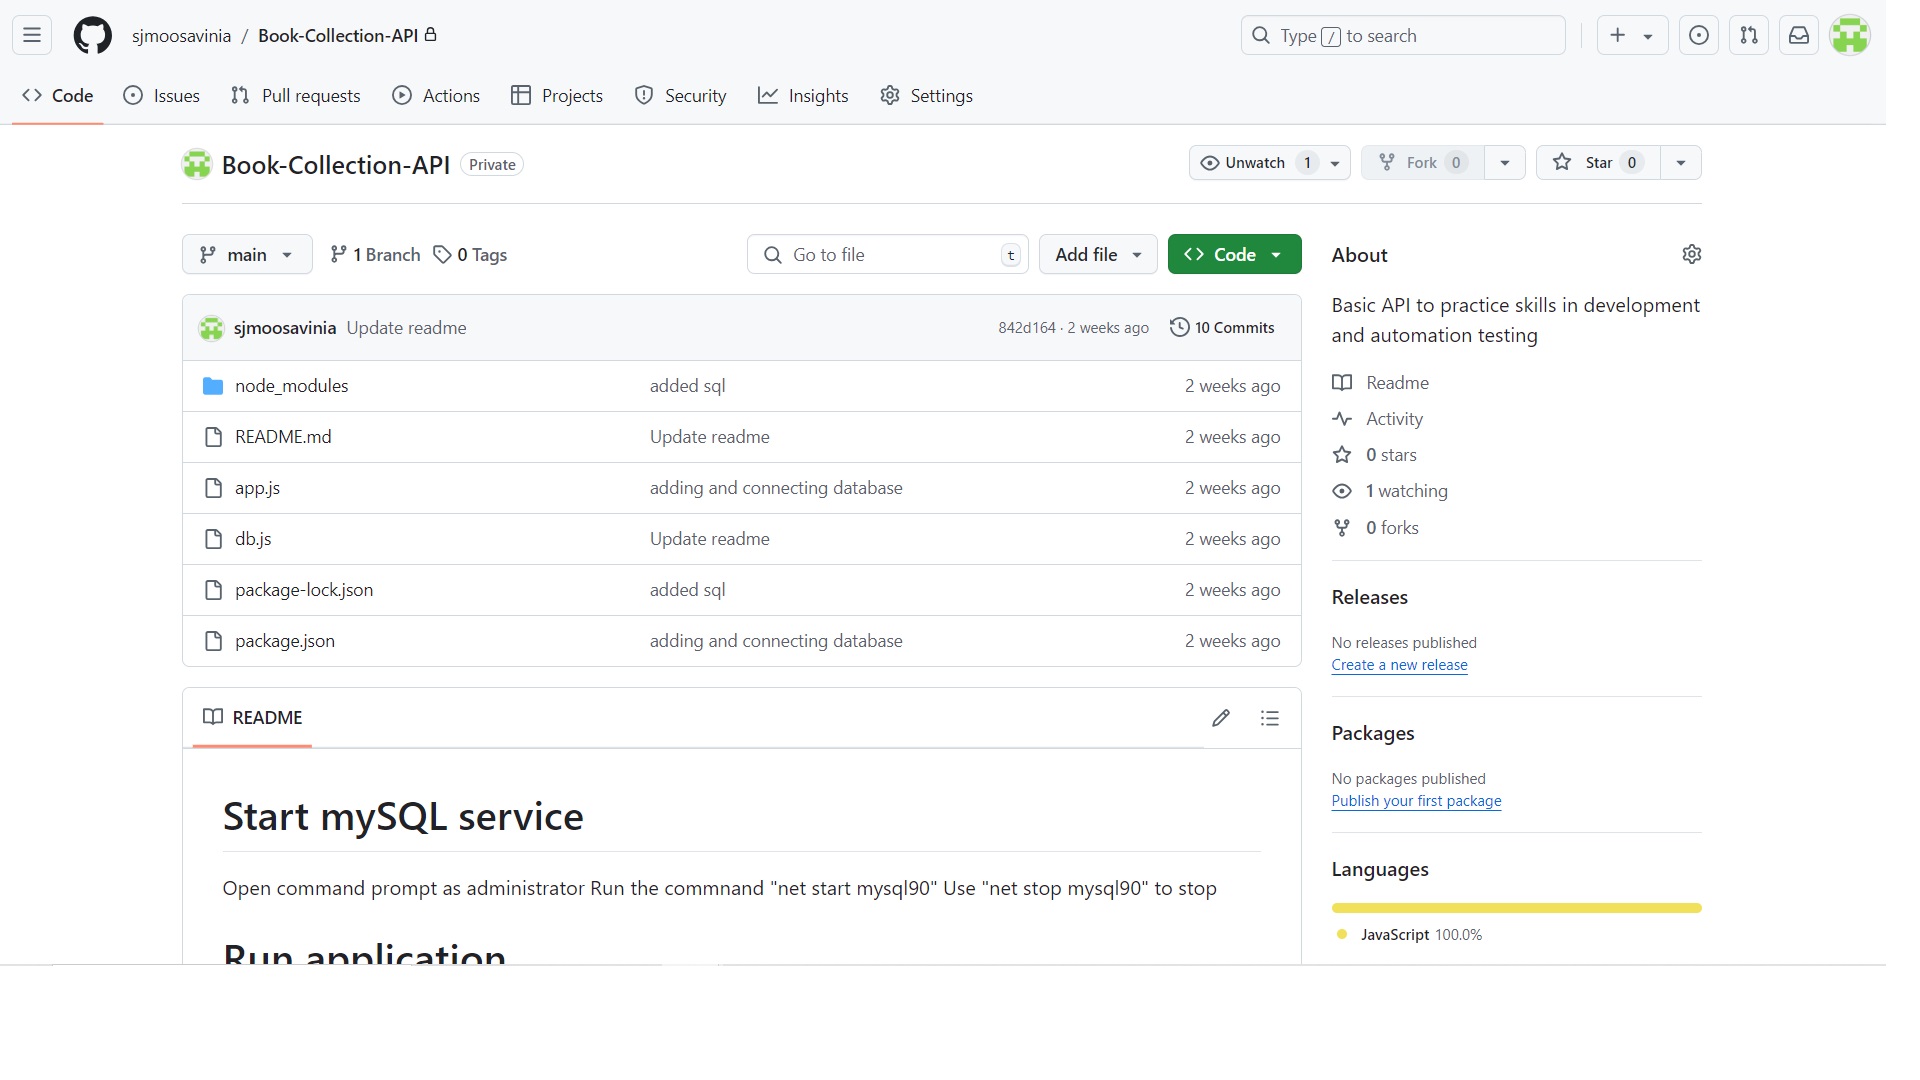 sjmoosavinia / Book-Collection-API
Type / to search
Code Issues Pull requests Actions Projects Security Insights Settings
Book-Collection-API Private
Unwatch 1 Fork 0 Star 0
main 1 Branch 0 Tags Go to file t Add file Code
sjmoosavinia Update readme 842d164 · 2 weeks ago 10 Commits
node_modules added sql 2 weeks ago
README.md Update readme 2 weeks ago
app.js adding and connecting database 2 weeks ago
db.js Update readme 2 weeks ago
package-lock.json added sql 2 weeks ago
package.json adding and connecting database 2 weeks ago
README
Start mySQL service
Open command prompt as administrator Run the commnand "net start mysql90" Use "net stop mysql90" to stop
Run application
About
Basic API to practice skills in development
and automation testing
Readme
Activity
0 stars
1 watching
0 forks
Releases
No releases published
Create a new release
Packages
No packages published
Publish your first package
Languages
JavaScript 100.0%